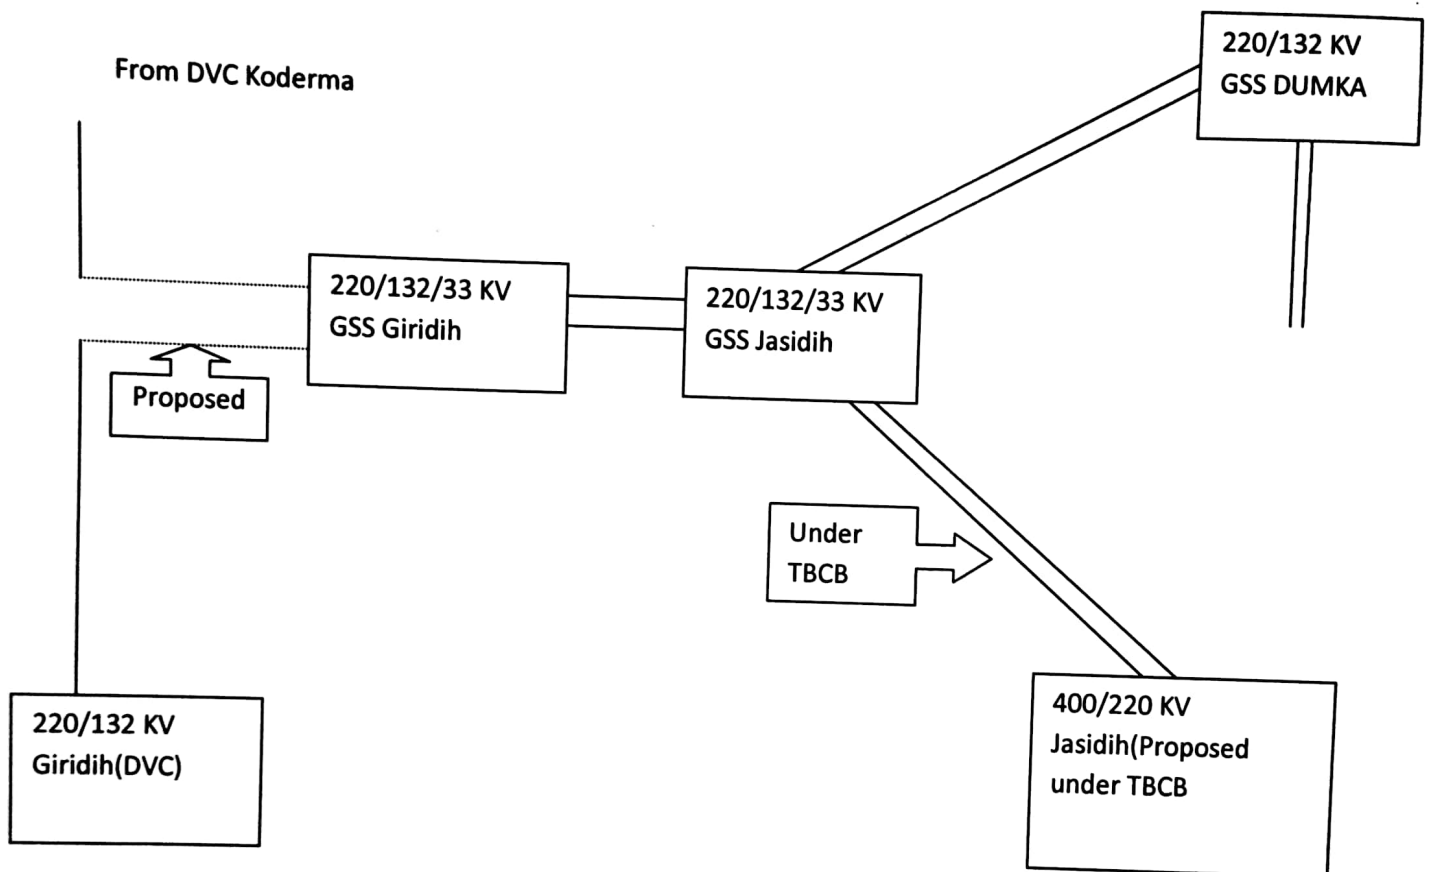 From DVC Koderma
220/132 KV
GSS DUMKA
220/132/33 KV
GSS Giridih
220/132/33 KV
GSS Jasidih
Proposed
Under
TBCB
220/132 KV
Giridih(DVC)
400/220 KV
Jasidih(Proposed
under TBCB